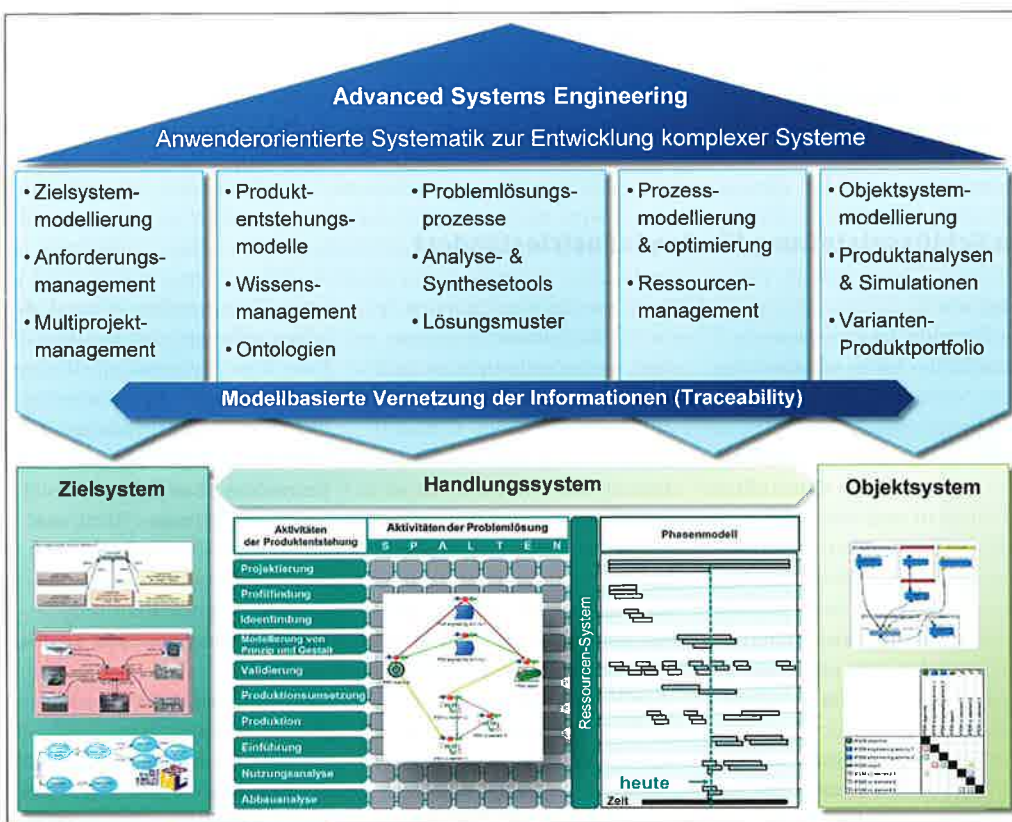 Advanced Systems Engineering
Anwenderorientierte Systematik zur Entwicklung komplexer Systeme
• Zielsystem-
modellierung
• Anforderungs-
management
• Multiprojekt-
management
• Produkt-
entstehungs-
modelle
• Wissens-
management
• Ontologien
• Problemlösungs-
prozesse
• Analyse- &
Synthesetools
• Lösungsmuster
• Prozess-
modellierung
& -optimierung
• Ressourcen-
management
• Objektsystem-
modellierung
• Produktanalysen
& Simulationen
• Varianten-
Produktportfolio
Modellbasierte Vernetzung der Informationen (Traceability)
Zielsystem
Handlungssystem
Aktivitäten
der Produktentstehung
Aktivitäten der Problemlösung
S P A L T E N
Projektierung
Profilfindung
Ideenfindung
Modellierung von
Prinzip und Gestalt
Validierung
Produktionsumsetzung
Produktion
Einführung
Nutzungsanalyse
Abbauanalyse
Ressourcen-System
Phasenmodell
heute
Zeit
Objektsystem